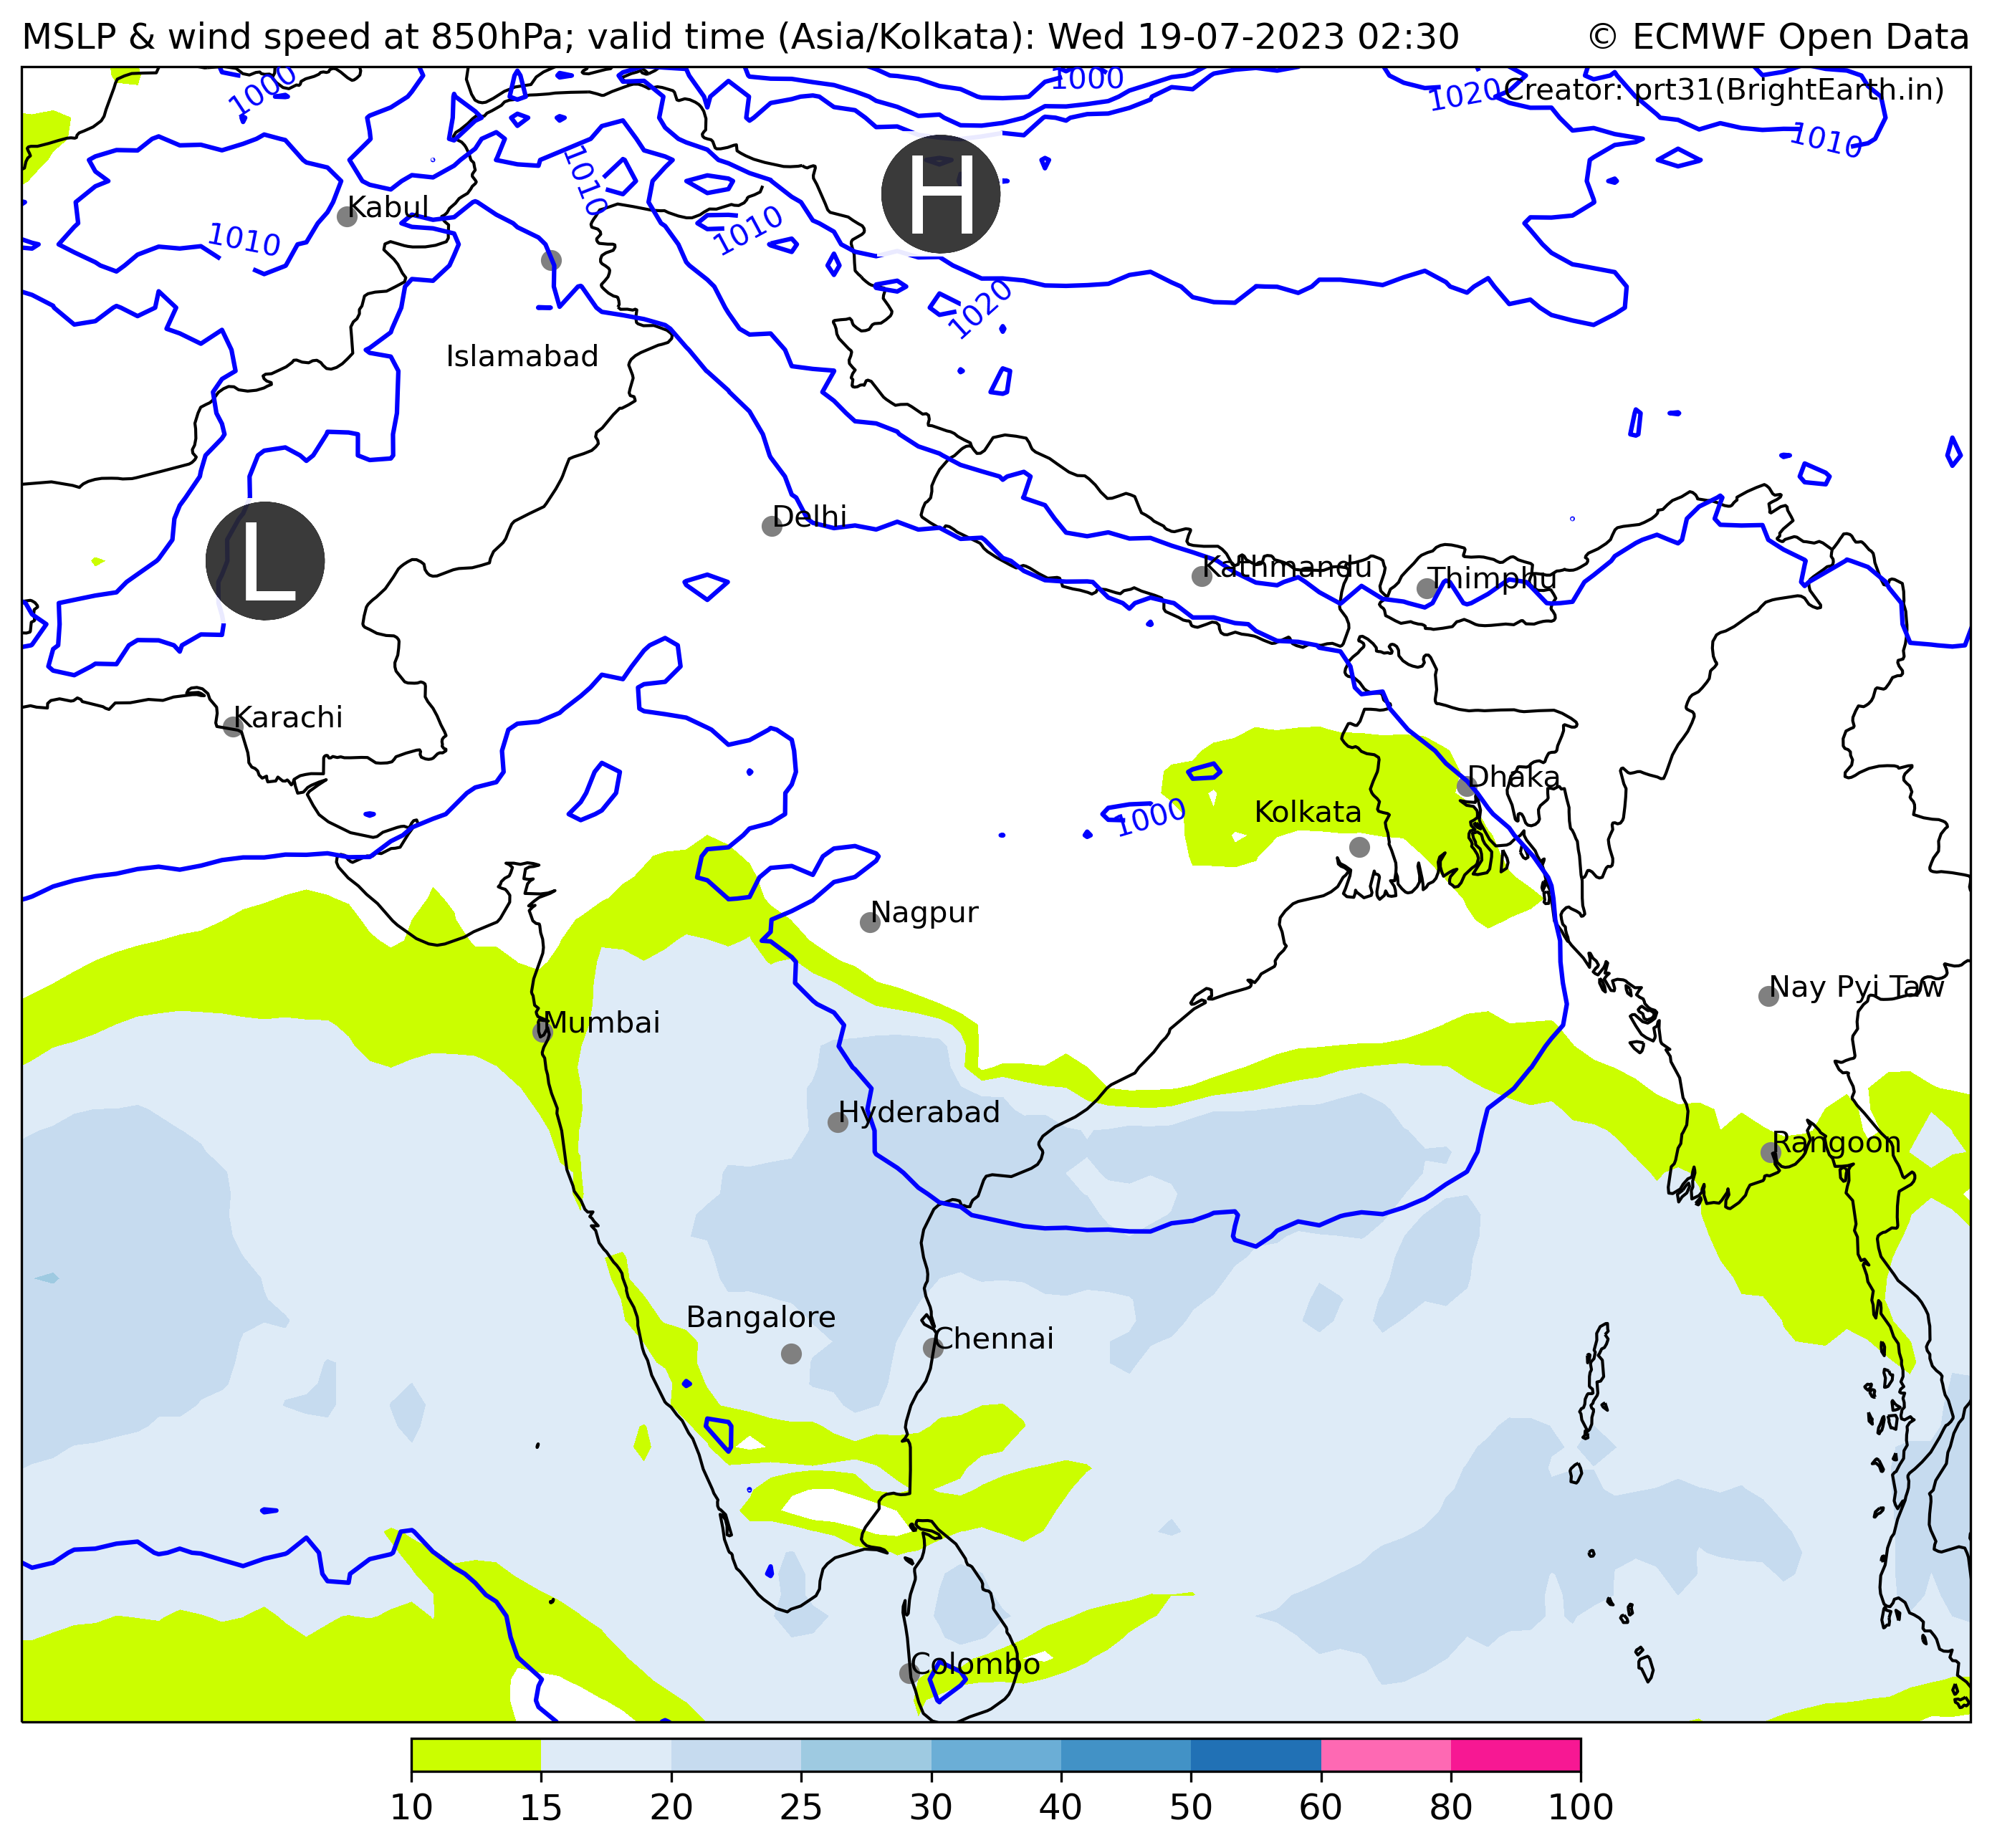 MSLP & wind speed at 850hPa; valid time (Asia/Kolkata): Wed 19-07-2023 02:30
© ECMWF Open Data
1000
1000
1020
Creator: prt31(BrightEarth.in)
1010
1010
H
Kabul
1010
1010
1020
Islamabad
Delhi
L
Kathmandu
Thimphu
Karachi
Dhaka
1000
Kolkata
Nagpur
Nay Pyi Taw
Mumbai
Hyderabad
Rangoon
Bangalore
Chennai
Colombo
10 15 20 25 30 40 50 60 80 100